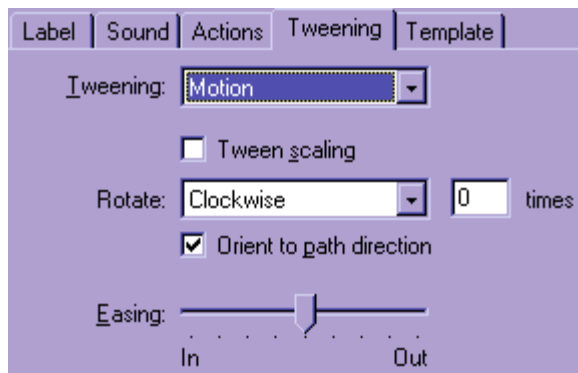 Label Sound Actions Tweening Template
Tweening: Motion
Tween scaling
Rotate: Clockwise 0 times
Orient to path direction
Easing:
In Out